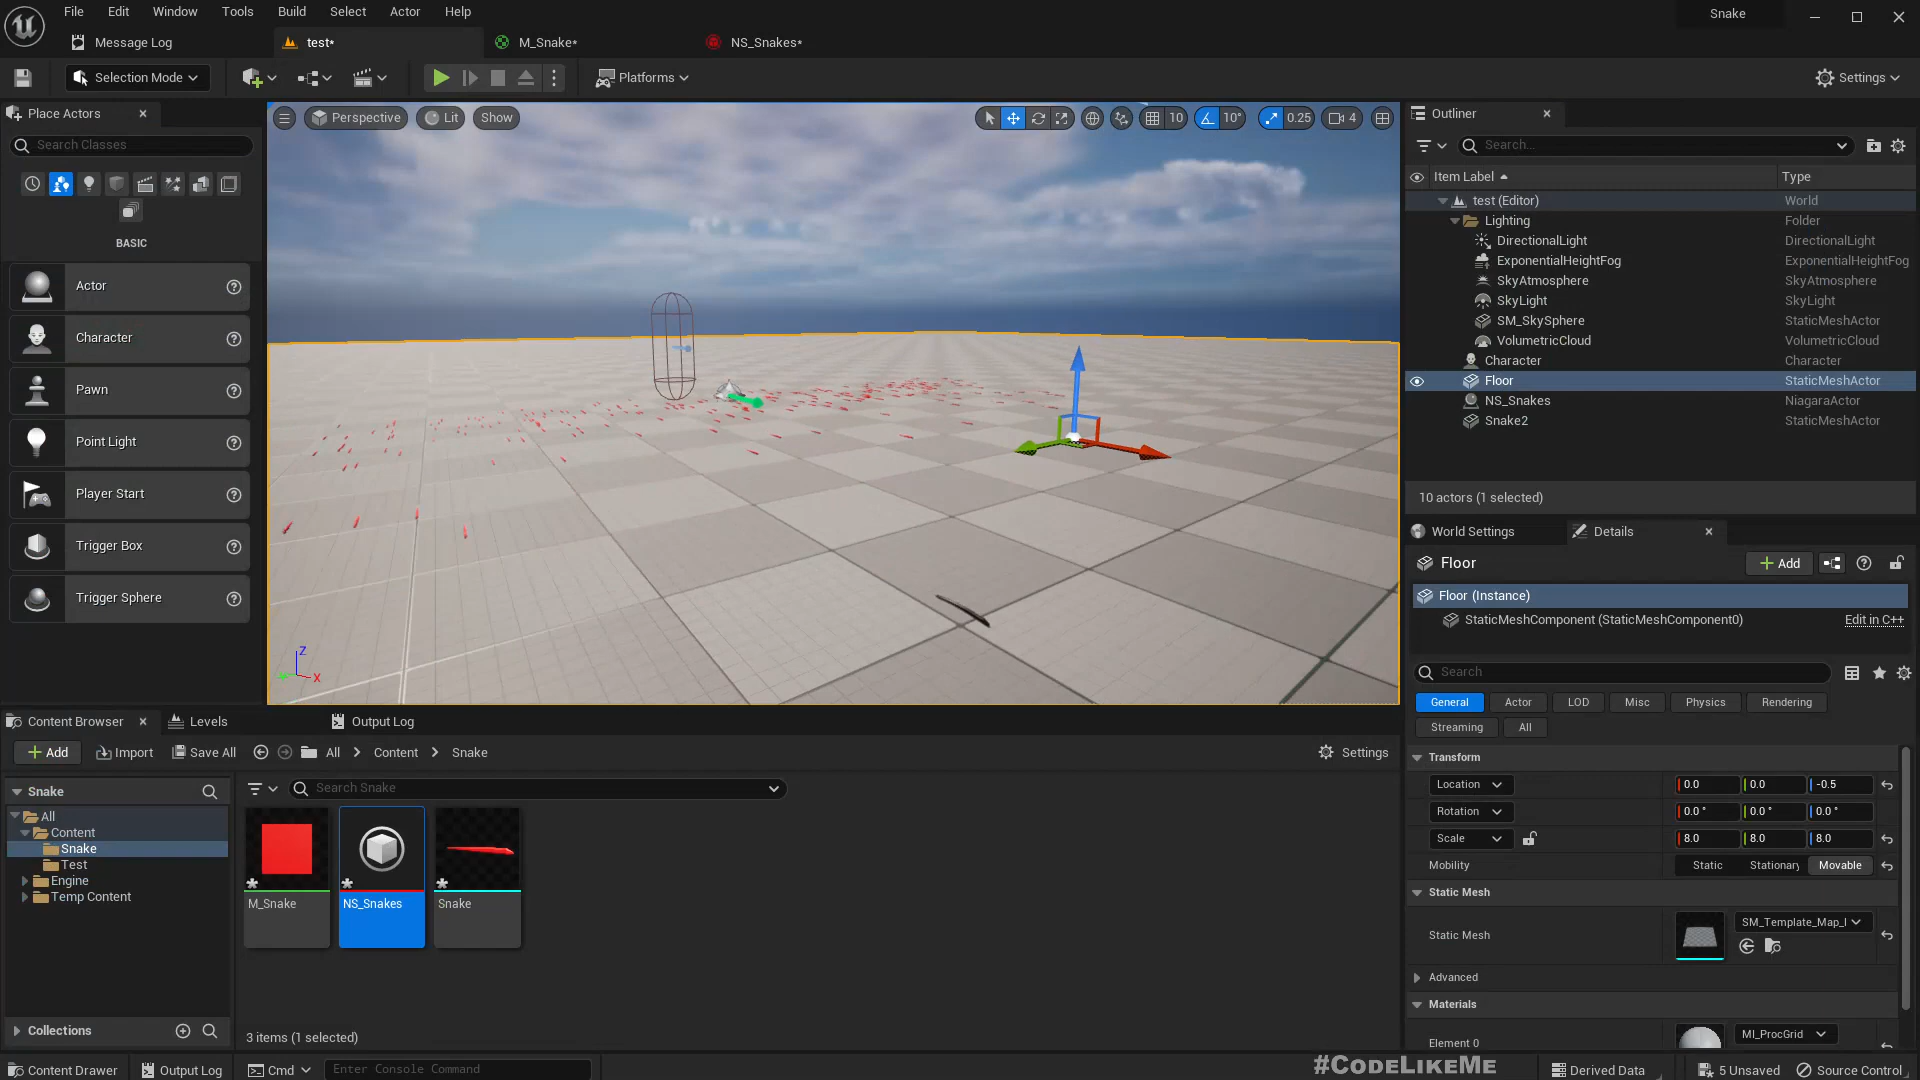 File Edit Window Tools Build Select Actor Help
Snake
Message Log
test*
M_Snake*
NS_Snakes*
Selection Mode
Platforms
Settings
Place Actors
Search Classes
BASIC
Actor
Character
Pawn
Point Light
Player Start
Trigger Box
Trigger Sphere
Perspective
Lit
Show
10
10°
0.25
4
Z
X
Outliner
Search...
Item Label
Type
test (Editor) World
Lighting Folder
DirectionalLight DirectionalLight
ExponentialHeightFog ExponentialHeightFog
SkyAtmosphere SkyAtmosphere
SkyLight SkyLight
SM_SkySphere StaticMeshActor
VolumetricCloud VolumetricCloud
Character Character
Floor StaticMeshActor
NS_Snakes NiagaraActor
Snake2 StaticMeshActor
10 actors (1 selected)
World Settings
Details
Floor
Add
Floor (Instance)
StaticMeshComponent (StaticMeshComponent0)
Edit in C++
Search
General Actor LOD Misc Physics Rendering
Streaming All
Transform
Location 0.0 0.0 -0.5
Rotation 0.0° 0.0° 0.0°
Scale 8.0 8.0 8.0
Mobility Static Stationary Movable
Static Mesh
Static Mesh
SM_Template_Map_
Advanced
Materials
Element 0
MI_ProcGrid
Content Browser
Levels
Output Log
Add
Import
Save All
All
Content
Snake
Settings
Snake
Search Snake
All
Content
Snake
Test
Engine
Temp Content
M_Snake
NS_Snakes
Snake
Collections
3 items (1 selected)
Content Drawer
Output Log
Cmd
Enter Console Command
#CODELIKEME
Derived Data
5 Unsaved
Source Control